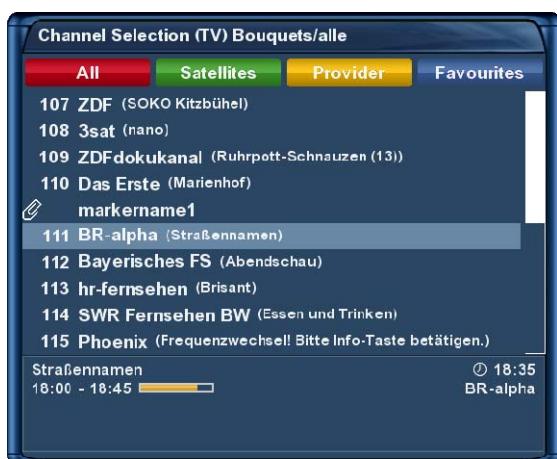 Channel Selection (TV) Bouquets/alle
All Satellites Provider Favourites
107 ZDF (SOKO Kitzbühel)
108 3sat (nano)
109 ZDFdokukanal (Ruhrpott-Schnauzen (13))
110 Das Erste (Marienhof)
markername1
111 BR-alpha (Straßennamen)
112 Bayerisches FS (Abendschau)
113 hr-fernsehen (Brisant)
114 SWR Fernsehen BW (Essen und Trinken)
115 Phoenix (Frequenzwechsel! Bitte Info-Taste betätigen.)
Straßennamen 18:35
18:00 - 18:45 BR-alpha